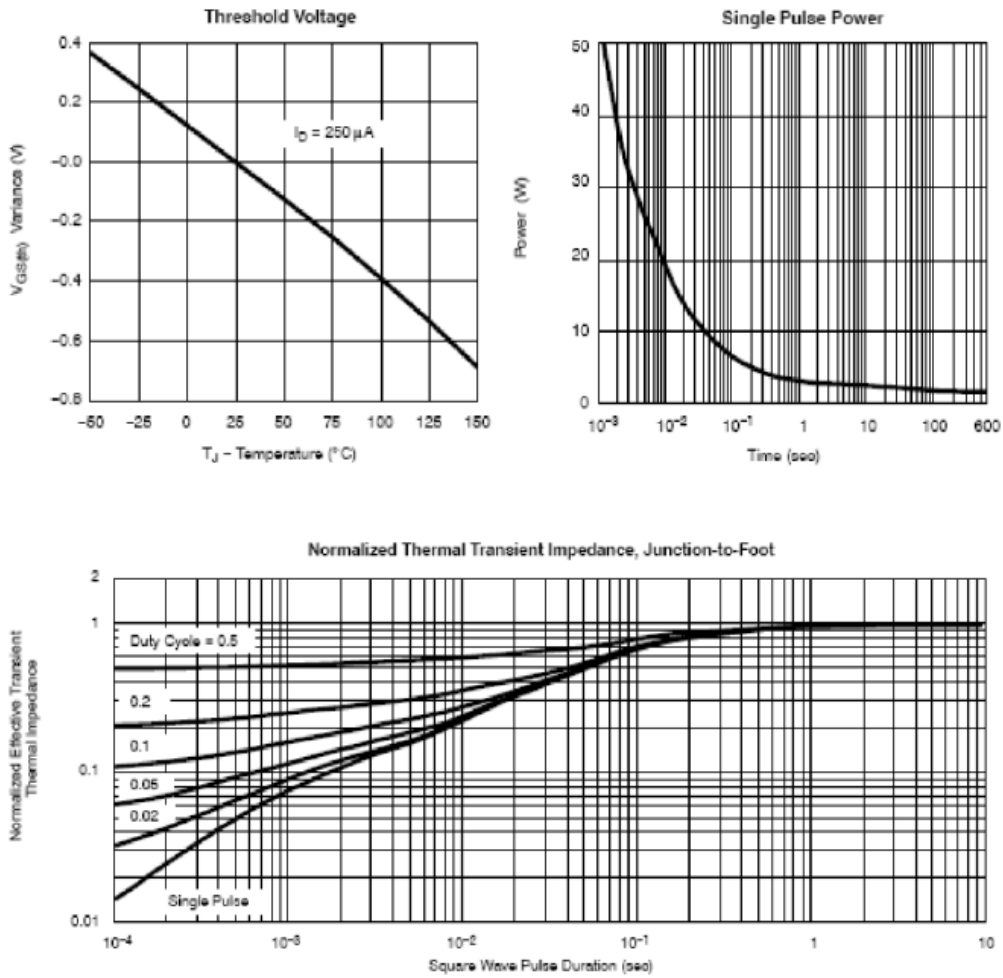 Threshold Voltage
0.4
0.2
−0.0
−0.2
−0.4
−0.6
−0.8
V_GS(th) Variance (V)
I_D = 250 µA
−50 −25 0 25 50 75 100 125 150
T_J − Temperature (°C)
Single Pulse Power
50
40
30
20
10
0
Power (W)
10⁻³ 10⁻² 10⁻¹ 1 10 100 600
Time (sec)
Normalized Thermal Transient Impedance, Junction-to-Foot
2
1
0.1
0.01
Normalized Effective Transient
Thermal Impedance
Duty Cycle = 0.5
0.2
0.1
0.05
0.02
Single Pulse
10⁻⁴ 10⁻³ 10⁻² 10⁻¹ 1 10
Square Wave Pulse Duration (sec)